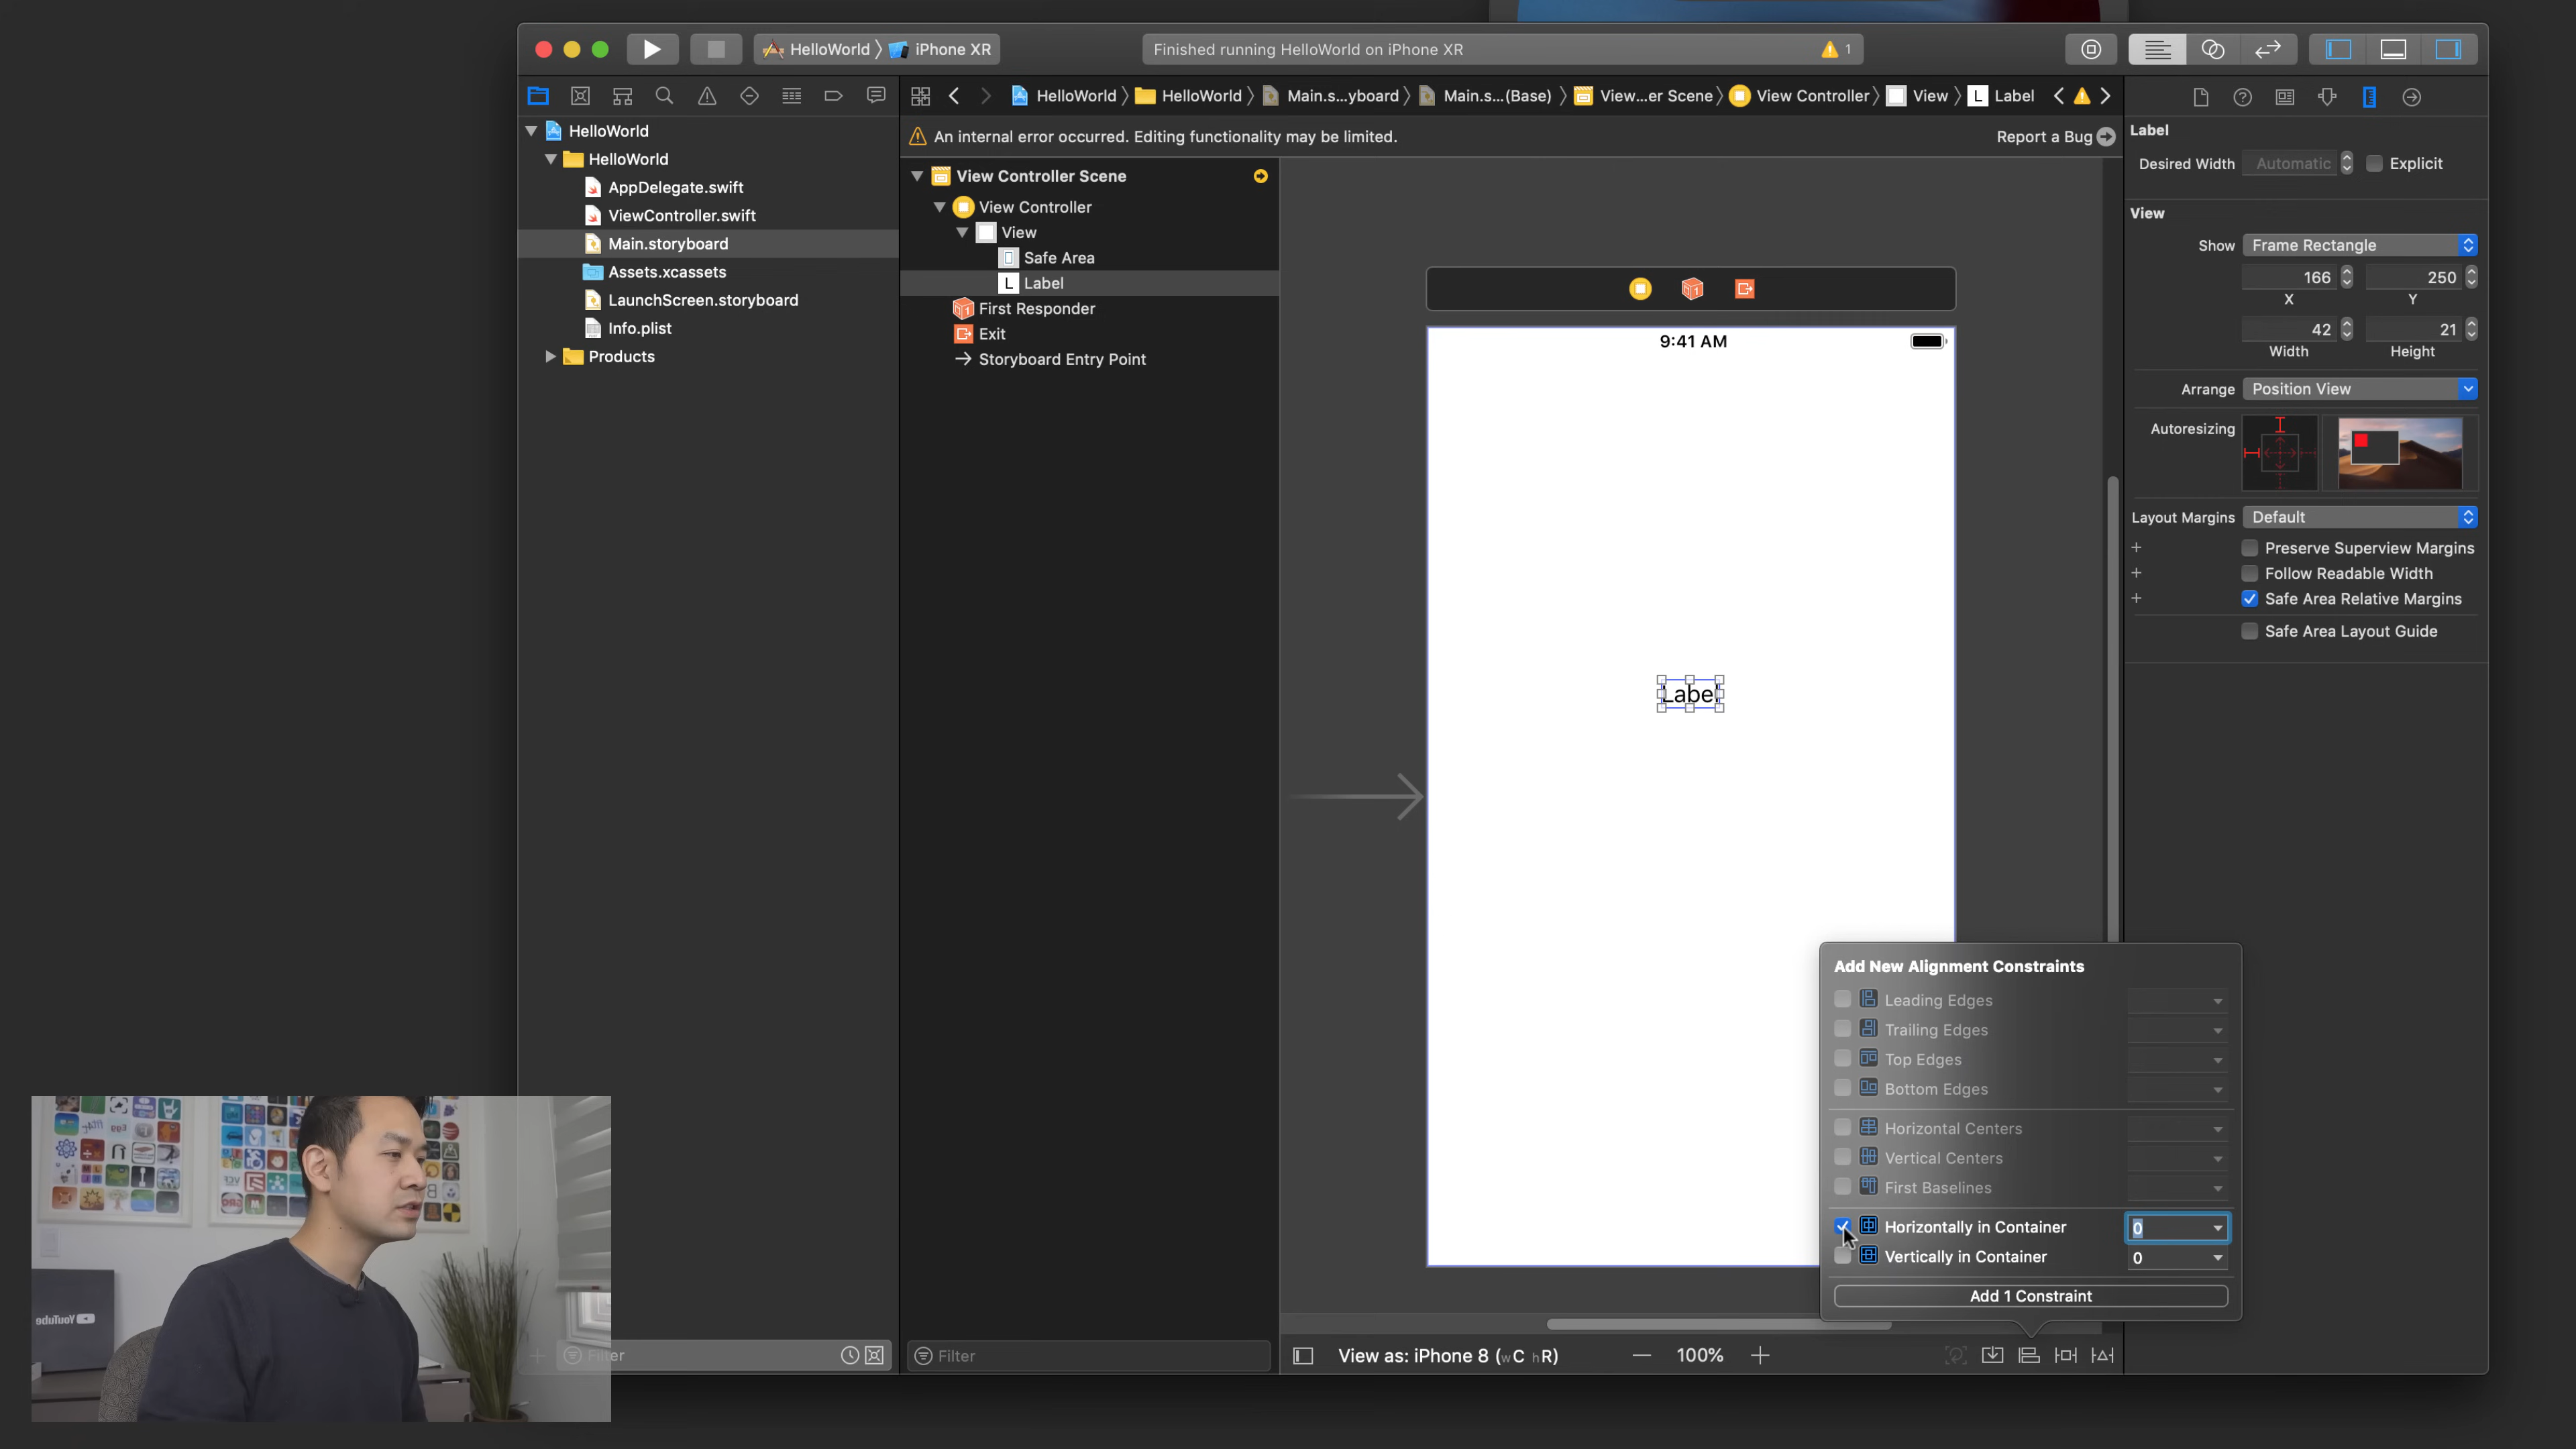 HelloWorld
iPhone XR
Finished running HelloWorld on iPhone XR
1
HelloWorld
HelloWorld
Main.s...yboard
Main.s...(Base)
View...er Scene
View Controller
View
L Label
An internal error occurred. Editing functionality may be limited.
Report a Bug
HelloWorld
HelloWorld
AppDelegate.swift
ViewController.swift
Main.storyboard
Assets.xcassets
LaunchScreen.storyboard
Info.plist
Products
View Controller Scene
View Controller
View
Safe Area
L Label
First Responder
Exit
Storyboard Entry Point
9:41 AM
Label
Label
Desired Width
Automatic
Explicit
View
Show
Frame Rectangle
166
250
X
Y
42
21
Width
Height
Arrange
Position View
Autoresizing
Layout Margins
Default
Preserve Superview Margins
Follow Readable Width
Safe Area Relative Margins
Safe Area Layout Guide
Add New Alignment Constraints
Leading Edges
Trailing Edges
Top Edges
Bottom Edges
Horizontal Centers
Vertical Centers
First Baselines
Horizontally in Container
0
Vertically in Container
0
Add 1 Constraint
Filter
Filter
View as: iPhone 8 (wC hR)
100%
YouTube